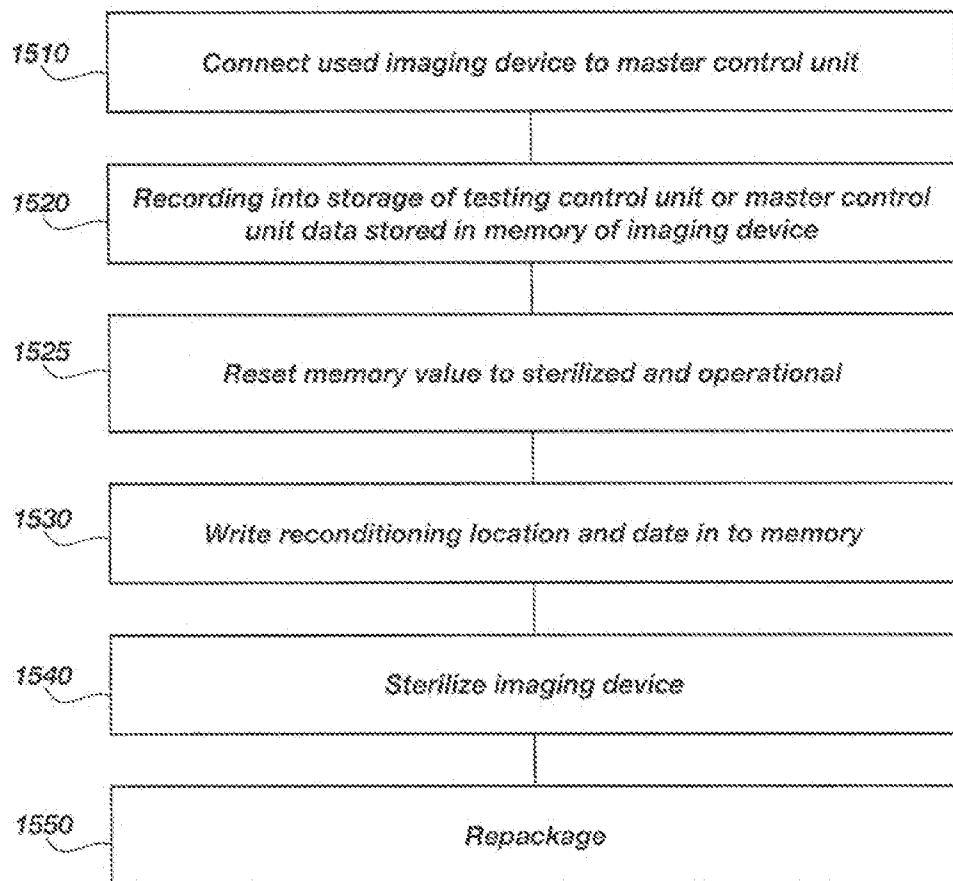 1510
Connect used imaging device to master control unit
1520
Recording into storage of testing control unit or master control
unit data stored in memory of imaging device
1525
Reset memory value to sterilized and operational
1530
Write reconditioning location and date in to memory
1540
Sterilize imaging device
1550
Repackage